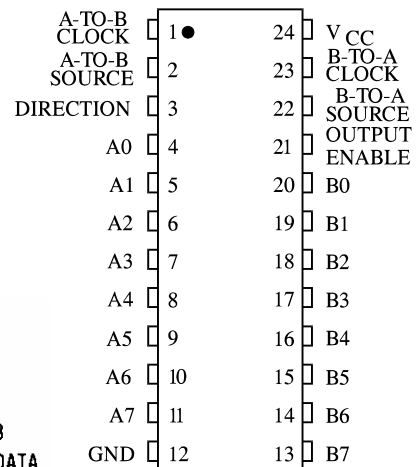 A-TO-B
CLOCK 1 24 VCC
A-TO-B
SOURCE 2 23 B-TO-A
CLOCK
DIRECTION 3 22 B-TO-A
SOURCE
A0 4 21 OUTPUT
ENABLE
A1 5 20 B0
A2 6 19 B1
A3 7 18 B2
A4 8 17 B3
A5 9 16 B4
A6 10 15 B5
A7 11 14 B6
GND 12 13 B7